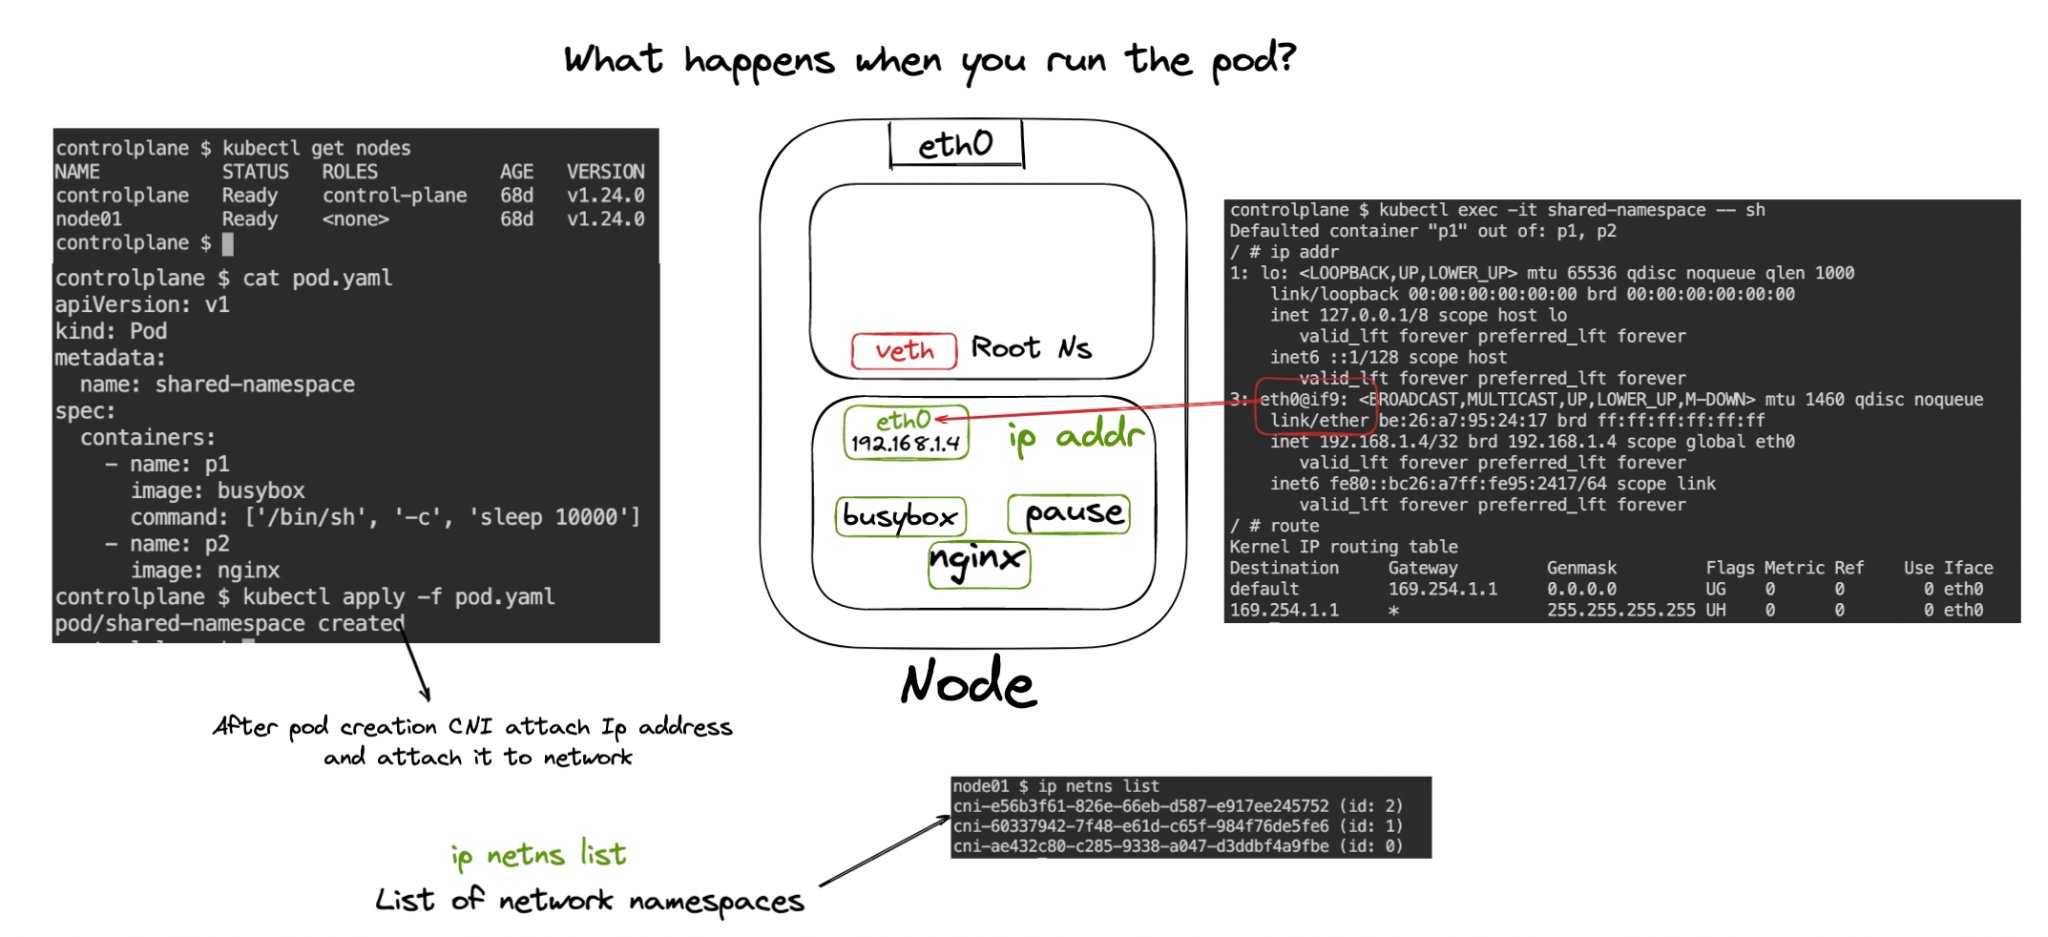 What happens when you run the pod?
controlplane $ kubectl get nodes
NAME STATUS ROLES AGE VERSION
controlplane Ready control-plane 68d v1.24.0
node01 Ready <none> 68d v1.24.0
controlplane $
controlplane $ cat pod.yaml
apiVersion: v1
kind: Pod
metadata:
  name: shared-namespace
spec:
  containers:
    - name: p1
      image: busybox
      command: ['/bin/sh', '-c', 'sleep 10000']
    - name: p2
      image: nginx
controlplane $ kubectl apply -f pod.yaml
pod/shared-namespace created
After pod creation CNI attach Ip address
and attach it to network
eth0
veth Root Ns
eth0
192.168.1.4
ip addr
busybox
pause
nginx
Node
controlplane $ kubectl exec -it shared-namespace -- sh
Defaulted container "p1" out of: p1, p2
/ # ip addr
1: lo: <LOOPBACK,UP,LOWER_UP> mtu 65536 qdisc noqueue qlen 1000
    link/loopback 00:00:00:00:00:00 brd 00:00:00:00:00:00
    inet 127.0.0.1/8 scope host lo
       valid_lft forever preferred_lft forever
    inet6 ::1/128 scope host
       valid_lft forever preferred_lft forever
3: eth0@if9: <BROADCAST,MULTICAST,UP,LOWER_UP,M-DOWN> mtu 1460 qdisc noqueue
    link/ether be:26:a7:95:24:17 brd ff:ff:ff:ff:ff:ff
    inet 192.168.1.4/32 brd 192.168.1.4 scope global eth0
       valid_lft forever preferred_lft forever
    inet6 fe80::bc26:a7ff:fe95:2417/64 scope link
       valid_lft forever preferred_lft forever
/ # route
Kernel IP routing table
Destination Gateway Genmask Flags Metric Ref Use Iface
default 169.254.1.1 0.0.0.0 UG 0 0 0 eth0
169.254.1.1 * 255.255.255.255 UH 0 0 0 eth0
ip netns list
List of network namespaces
node01 $ ip netns list
cni-e56b3f61-826e-66eb-d587-e917ee245752 (id: 2)
cni-60337942-7f48-e61d-c65f-984f76de5fe6 (id: 1)
cni-ae432c80-c285-9338-a047-d3ddbf4a9fbe (id: 0)